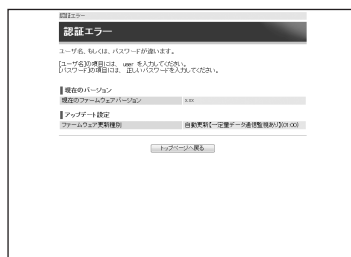 認証エラー
認証エラー
ユーザ名、もしくは、パスワードが違います。
[ユーザ名]の項目には、 user を入力してください。
[パスワード]の項目には、正しいパスワードを入力してください。
現在のバージョン
現在のファームウェアバージョン
アップデート設定
ファームウェア更新種別 自動更新【一定量データ通信監視あり】(01:00)
トップページへ戻る